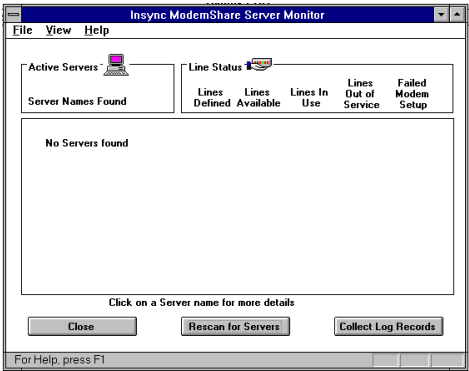 Insync ModemShare Server Monitor
File View Help
Active Servers
Server Names Found
Line Status
Lines Defined
Lines Available
Lines In Use
Lines Out of Service
Failed Modem Setup
No Servers found
Click on a Server name for more details
Close
Rescan for Servers
Collect Log Records
For Help, press F1